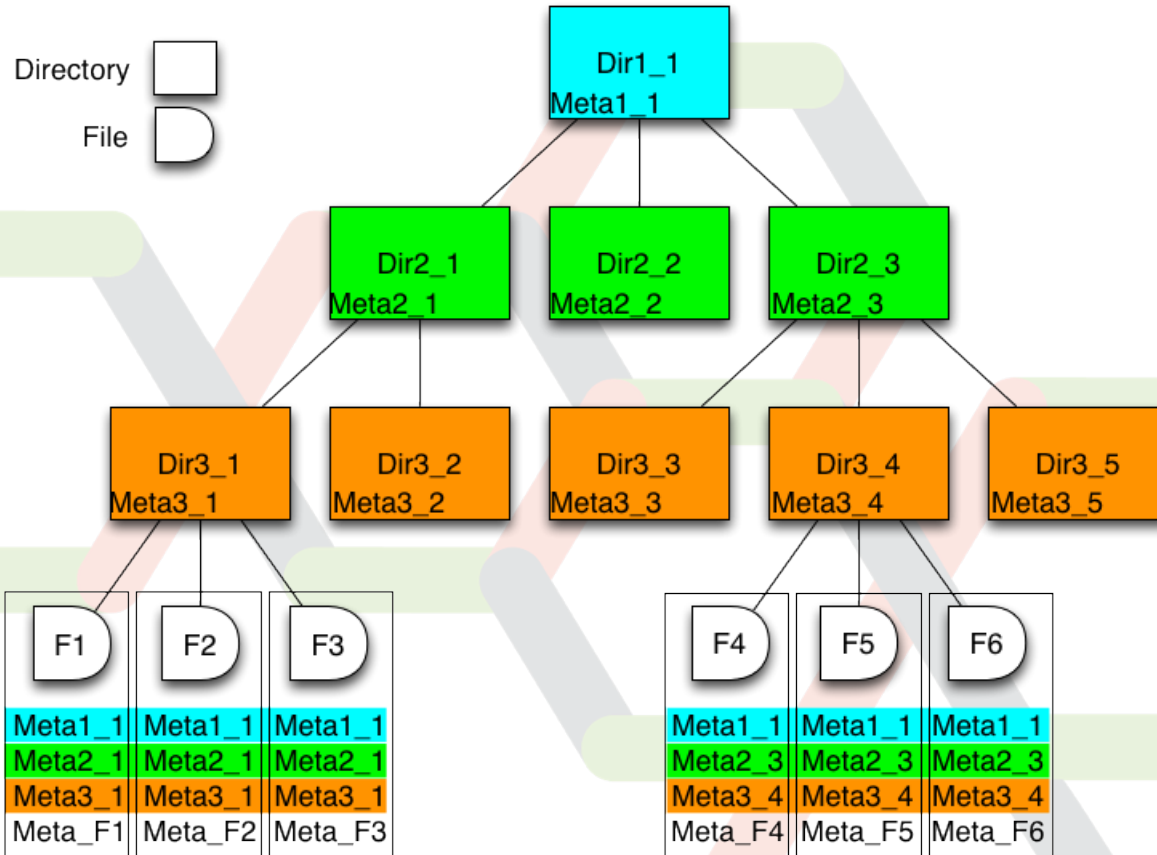 Directory
File
Dir1_1
Meta1_1
Dir2_1
Meta2_1
Dir2_2
Meta2_2
Dir2_3
Meta2_3
Dir3_1
Meta3_1
Dir3_2
Meta3_2
Dir3_3
Meta3_3
Dir3_4
Meta3_4
Dir3_5
Meta3_5
F1
Meta1_1
Meta2_1
Meta3_1
Meta_F1
F2
Meta1_1
Meta2_1
Meta3_1
Meta_F2
F3
Meta1_1
Meta2_1
Meta3_1
Meta_F3
F4
Meta1_1
Meta2_3
Meta3_4
Meta_F4
F5
Meta1_1
Meta2_3
Meta3_4
Meta_F5
F6
Meta1_1
Meta2_3
Meta3_4
Meta_F6